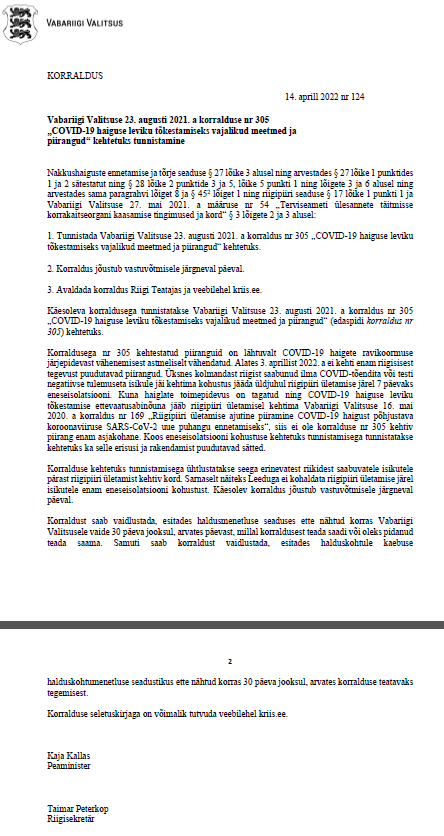 VABARIIGI VALITSUS
KORRALDUS
14. aprill 2022 nr 124
Vabariigi Valitsuse 23. augusti 2021. a korralduse nr 305
„COVID-19 haiguse leviku tõkestamiseks vajalikud meetmed ja
piirangud“ kehtetuks tunnistamine
Nakkushaiguste ennetamise ja tõrje seaduse § 27 lõike 3 alusel ning arvestades § 27 lõike 1 punktides
1 ja 2 sätestatut ning § 28 lõike 2 punktide 3 ja 5, lõike 5 punkti 1 ning lõigete 3 ja 6 alusel ning
arvestades sama paragrahvi lõiget 8 ja § 45² lõiget 1 ning riigipiiri seaduse § 17 lõike 1 punkti 1 ja
Vabariigi Valitsuse 27. mai 2021. a määruse nr 54 „Terviseameti ülesannete täitmisse
korrakaitseorgani kaasamise tingimused ja kord“ § 3 lõigete 2 ja 3 alusel:
1. Tunnistada Vabariigi Valitsuse 23. augusti 2021. a korraldus nr 305 „COVID-19 haiguse leviku
tõkestamiseks vajalikud meetmed ja piirangud“ kehtetuks.
2. Korraldus jõustub vastuvõtmisele järgneval päeval.
3. Avaldada korraldus Riigi Teatajas ja veebilehel kriis.ee.
Käesoleva korraldusega tunnistatakse Vabariigi Valitsuse 23. augusti 2021. a korraldus nr 305
„COVID-19 haiguse leviku tõkestamiseks vajalikud meetmed ja piirangud“ (edaspidi korraldus nr
305) kehtetuks.
Korraldusega nr 305 kehtestatud piirangud on lähtuvalt COVID-19 haigete ravikoormuse
järjepidevast vähenemisest astmeliselt vähendatud. Alates 3. aprillist 2022. a ei kehti enam riigisisest
tegevust puudutavad piirangud. Üksnes kolmandast riigist saabunud ilma COVID-tõendita või testi
negatiivse tulemuseta isikule jäi kehtima kohustus jääda üldjuhul riigipiiri ületamise järel 7 päevaks
eneseisolatsiooni. Kuna haiglate toimepidevus on tagatud ning COVID-19 haiguse leviku
tõkestamise ettevaatusabinõuna jääb riigipiiri ületamisel kehtima Vabariigi Valitsuse 16. mai
2020. a korraldus nr 169 „Riigipiiri ületamise ajutine piiramine COVID-19 haigust põhjustava
koroonaviiruse SARS-CoV-2 uue puhangu ennetamiseks“, siis ei ole korralduse nr 305 kehtiv
piirang enam asjakohane. Koos eneseisolatsiooni kohustuse kehtetuks tunnistamisega tunnistatakse
kehtetuks ka selle erisusi ja rakendamist puudutavad sätted.
Korralduse kehtetuks tunnistamisega ühtlustatakse seega erinevatest riikidest saabuvatele isikutele
pärast riigipiiri ületamist kehtiv kord. Sarnaselt näiteks Leeduga ei kohaldata riigipiiri ületamise järel
isikutele enam eneseisolatsiooni kohustust. Käesolev korraldus jõustub vastuvõtmisele järgneval
päeval.
Korraldust saab vaidlustada, esitades haldusmenetluse seaduses ette nähtud korras Vabariigi
Valitsusele vaide 30 päeva jooksul, arvates päevast, millal korraldusest teada saadi või oleks pidanud
teada saama. Samuti saab korraldust vaidlustada, esitades halduskohtule kaebuse
2
halduskohtumenetluse seadustikus ette nähtud korras 30 päeva jooksul, arvates korralduse teatavaks
tegemisest.
Korralduse seletuskirjaga on võimalik tutvuda veebilehel kriis.ee.
Kaja Kallas
Peaminister
Taimar Peterkop
Riigisekretär